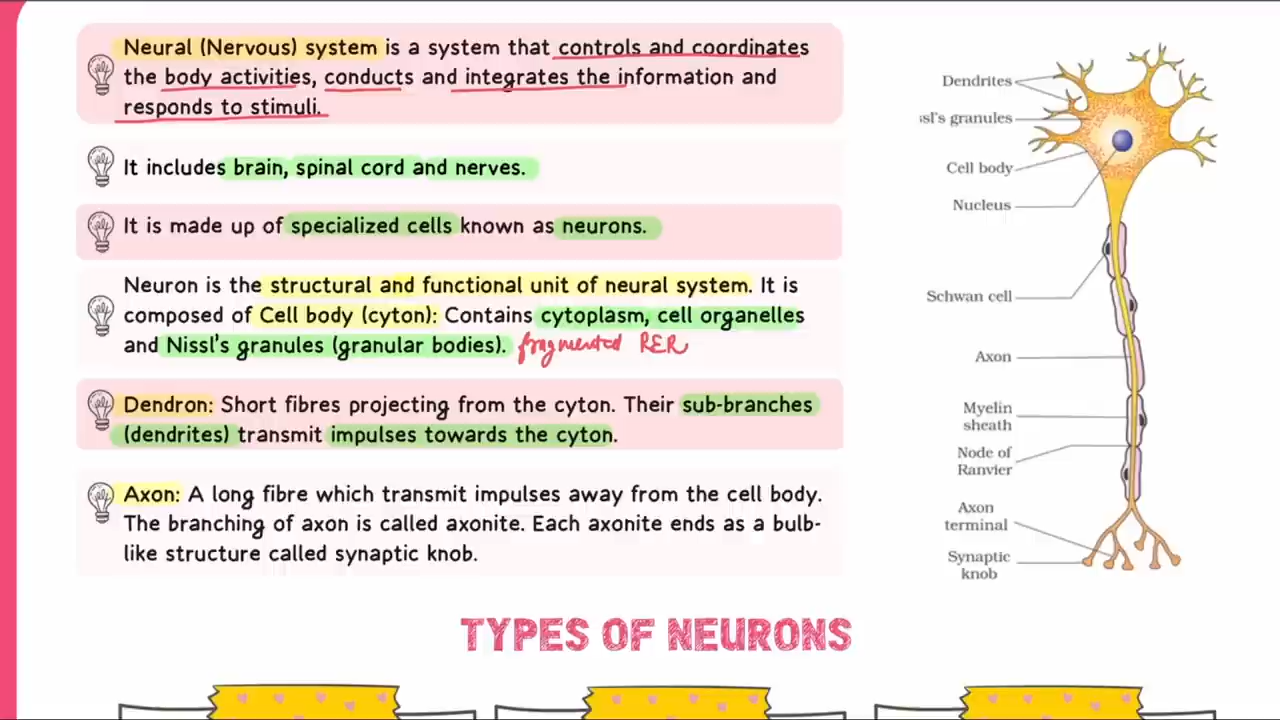 Neural (Nervous) system is a system that controls and coordinates
the body activities, conducts and integrates the information and
responds to stimuli.
It includes brain, spinal cord and nerves.
It is made up of specialized cells known as neurons.
Neuron is the structural and functional unit of neural system. It is
composed of Cell body (cyton): Contains cytoplasm, cell organelles
and Nissl's granules (granular bodies). fragmented RER
Dendron: Short fibres projecting from the cyton. Their sub-branches
(dendrites) transmit impulses towards the cyton.
Axon: A long fibre which transmit impulses away from the cell body.
The branching of axon is called axonite. Each axonite ends as a bulb-
like structure called synaptic knob.
Dendrites
ssl's granules
Cell body
Nucleus
Schwan cell
Axon
Myelin
sheath
Node of
Ranvier
Axon
terminal
Synaptic
knob
TYPES OF NEURONS